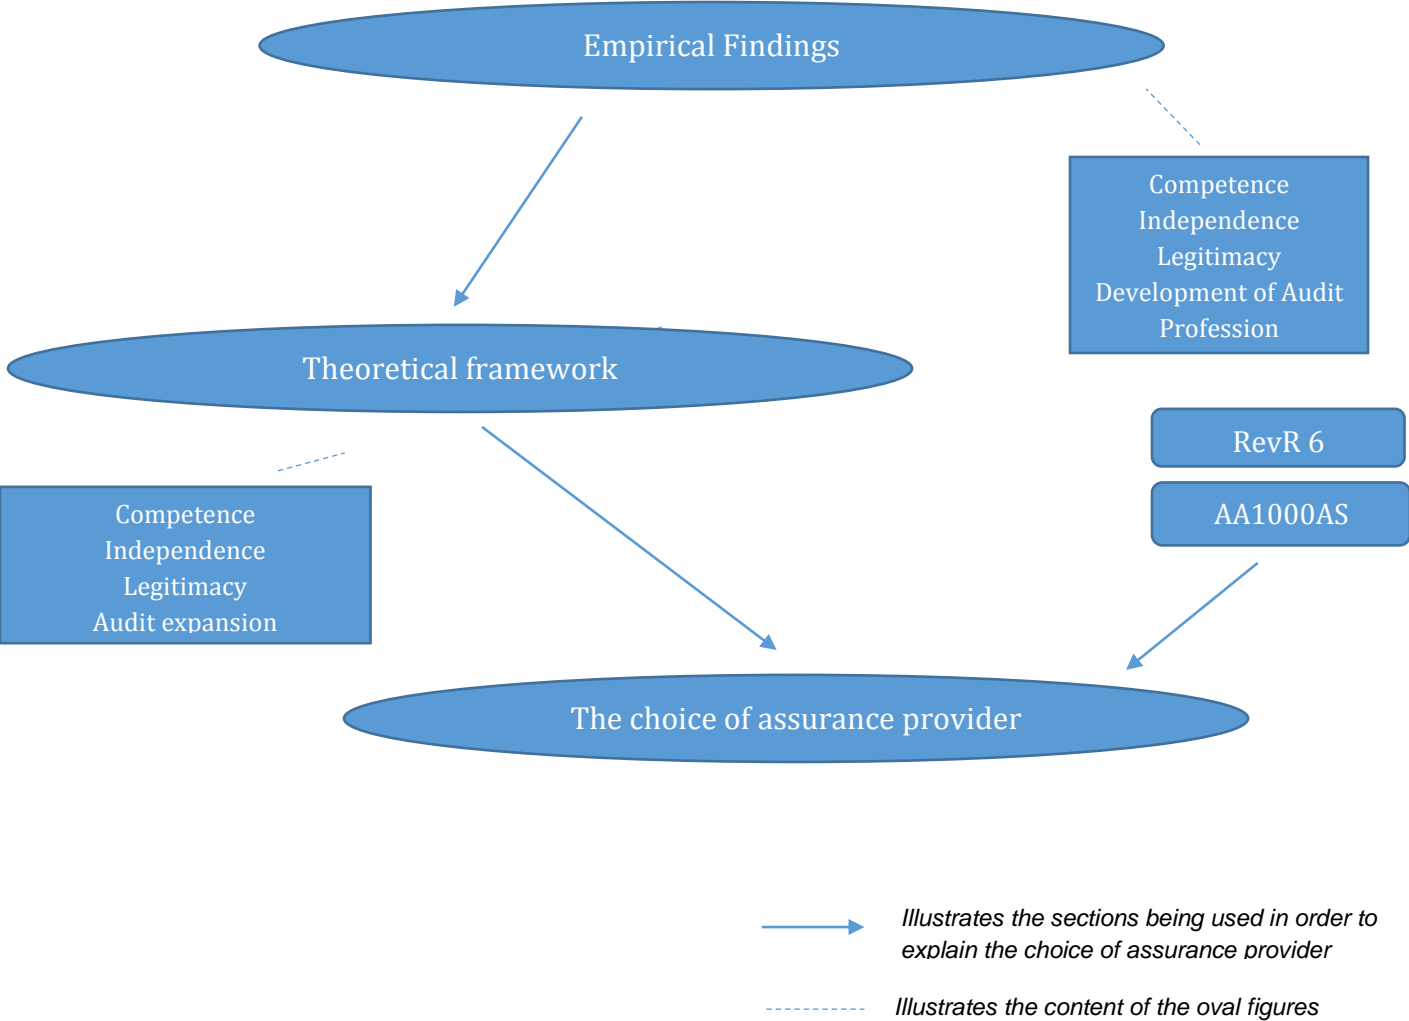 Empirical Findings
Competence
Independence
Legitimacy
Development of Audit
Profession
Theoretical framework
RevR 6
AA1000AS
Competence
Independence
Legitimacy
Audit expansion
The choice of assurance provider
Illustrates the sections being used in order to
explain the choice of assurance provider
Illustrates the content of the oval figures